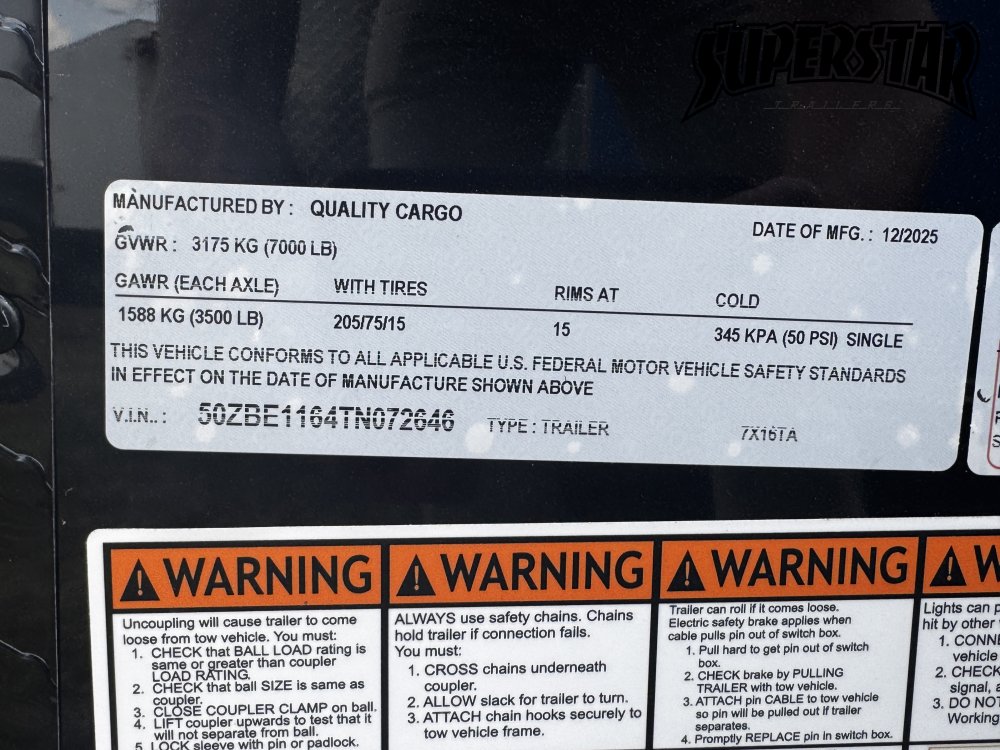 SUPERSTAR
TRAILERS
MANUFACTURED BY : QUALITY CARGO
DATE OF MFG. : 12/2025
GVWR : 3175 KG (7000 LB)
GAWR (EACH AXLE) WITH TIRES RIMS AT COLD
1588 KG (3500 LB) 205/75/15 15 345 KPA (50 PSI) SINGLE
THIS VEHICLE CONFORMS TO ALL APPLICABLE U.S. FEDERAL MOTOR VEHICLE SAFETY STANDARDS
IN EFFECT ON THE DATE OF MANUFACTURE SHOWN ABOVE
V.I.N.. : 50ZBE1164TN072646 TYPE : TRAILER 7X16TA
WARNING
Uncoupling will cause trailer to come
loose from tow vehicle. You must:
1. CHECK that BALL LOAD rating is
same or greater than coupler
LOAD RATING.
2. CHECK that ball SIZE is same as
coupler.
3. CLOSE COUPLER CLAMP on ball.
4. LIFT coupler upwards to test that it
will not separate from ball.
5. LOCK sleeve with pin or padlock.
WARNING
ALWAYS use safety chains. Chains
hold trailer if connection fails.
You must:
1. CROSS chains underneath
coupler.
2. ALLOW slack for trailer to turn.
3. ATTACH chain hooks securely to
tow vehicle frame.
WARNING
Trailer can roll if it comes loose.
Electric safety brake applies when
cable pulls pin out of switch box.
1. Pull hard to get pin out of switch
box.
2. CHECK brake by PULLING
TRAILER with tow vehicle.
3. ATTACH pin CABLE to tow vehicle
so pin will be pulled out if trailer
separates.
4. Promptly REPLACE pin in switch box.
W
Lights can
hit by other
1. CONNE
vehicle
2. CHECK
signal, a
3. DO NOT
Working